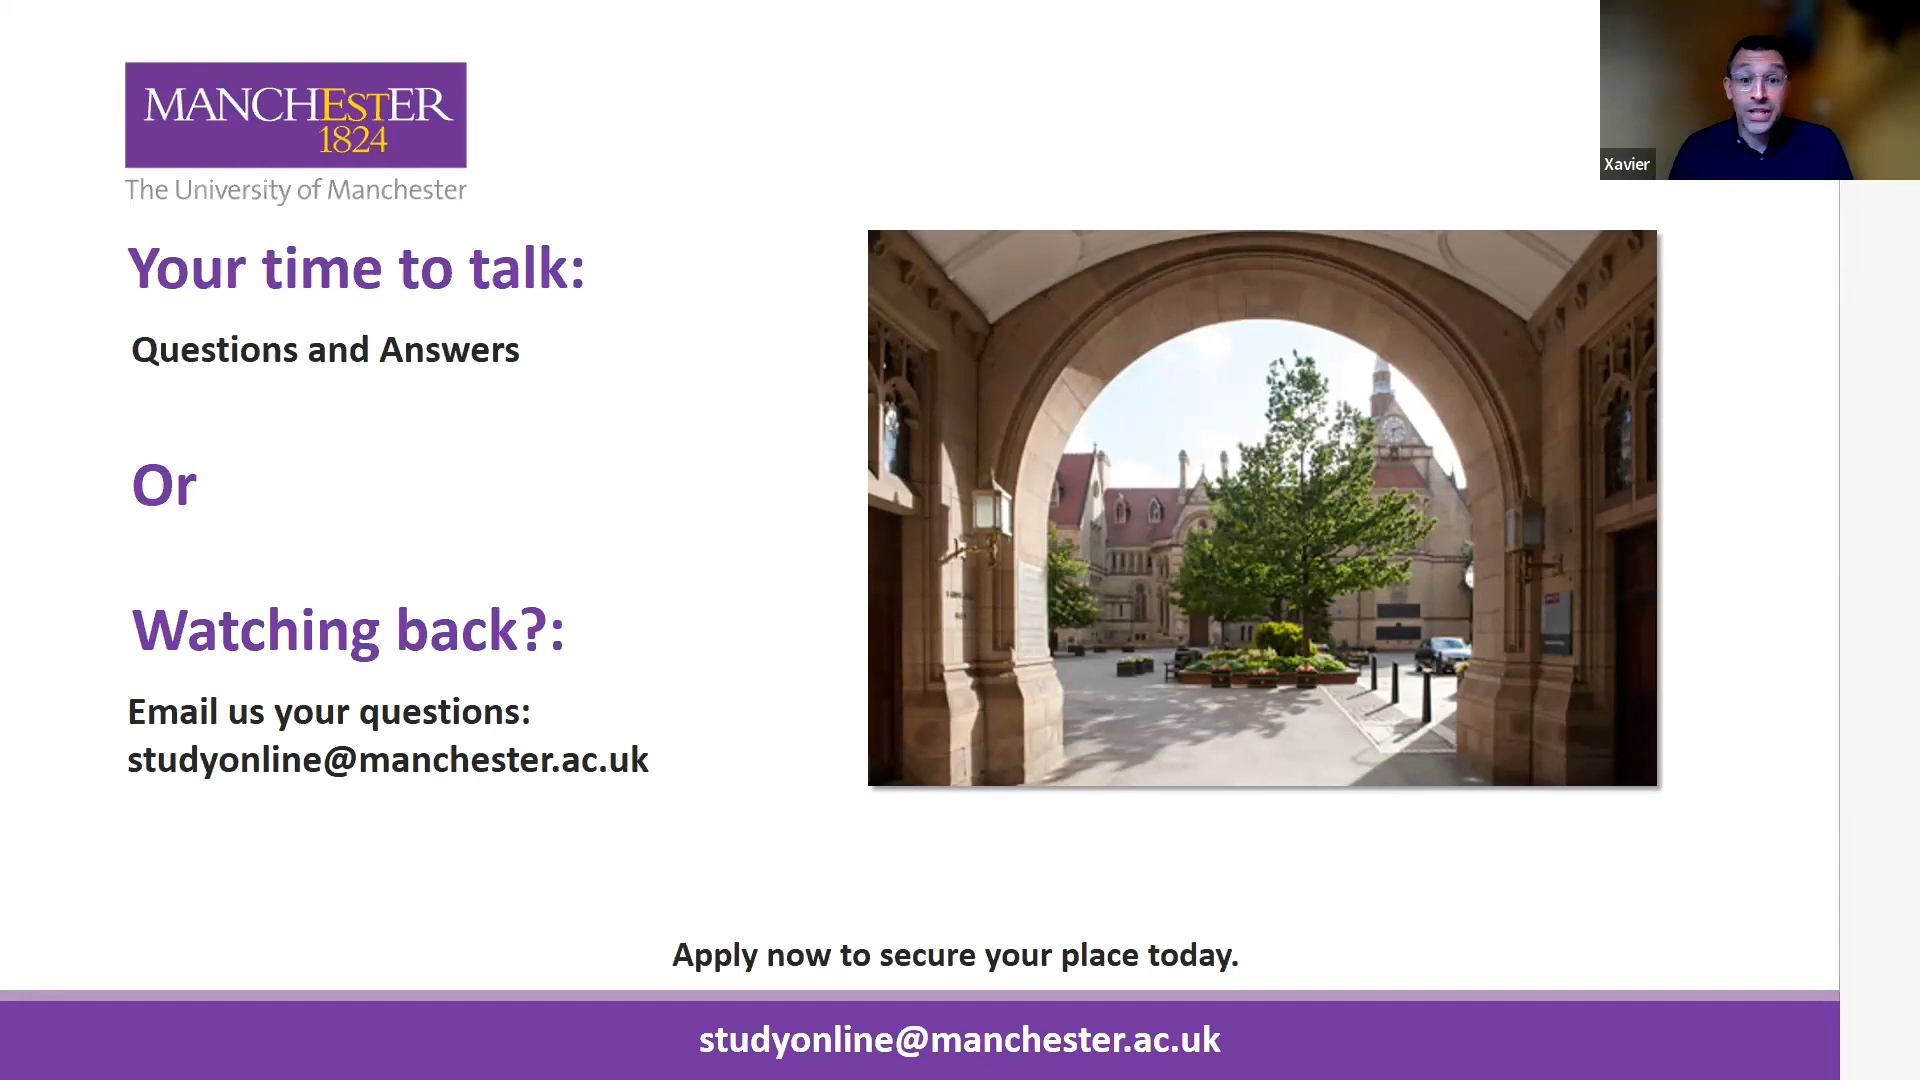 MANCHEStER
1824
The University of Manchester
Xavier
Your time to talk:
Questions and Answers
Or
Watching back?:
Email us your questions:
studyonline@manchester.ac.uk
Apply now to secure your place today.
studyonline@manchester.ac.uk